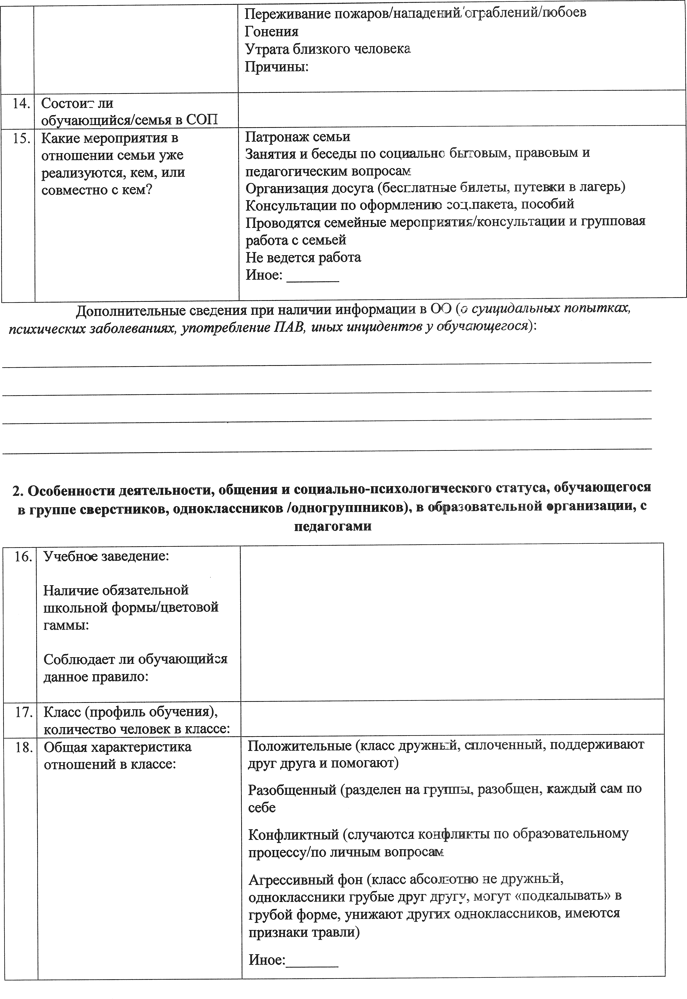 Переживание пожаров/нападений/ограблений/побоев
Гонения
Утрата близкого человека
Причины:
14. Состоит ли
обучающийся/семья в СОП
15. Какие мероприятия в
отношении семьи уже
реализуются, кем, или
совместно с кем?
Патронаж семьи
Занятия и беседы по социально бытовым, правовым и
педагогическим вопросам
Организация досуга (бесплатные билеты, путевки в лагерь)
Консультации по оформлению соц.пакета, пособий
Проводятся семейные мероприятия/консультации и групповая
работа с семьей
Не ведется работа
Иное: _______
Дополнительные сведения при наличии информации в ОО (о суицидальных попытках,
психических заболеваниях, употребление ПАВ, иных инцидентов у обучающегося):
2. Особенности деятельности, общения и социально-психологического статуса, обучающегося
в группе сверстников, одноклассников /одногруппников), в образовательной организации, с
педагогами
16. Учебное заведение:
Наличие обязательной
школьной формы/цветовой
гаммы:
Соблюдает ли обучающийся
данное правило:
17. Класс (профиль обучения),
количество человек в классе:
18. Общая характеристика
отношений в классе:
Положительные (класс дружный, сплоченный, поддерживают
друг друга и помогают)
Разобщенный (разделен на группы, разобщен, каждый сам по
себе
Конфликтный (случаются конфликты по образовательному
процессу/по личным вопросам
Агрессивный фон (класс абсолютно не дружный,
одноклассники грубые друг другу, могут «подкалывать» в
грубой форме, унижают других одноклассников, имеются
признаки травли)
Иное:_______